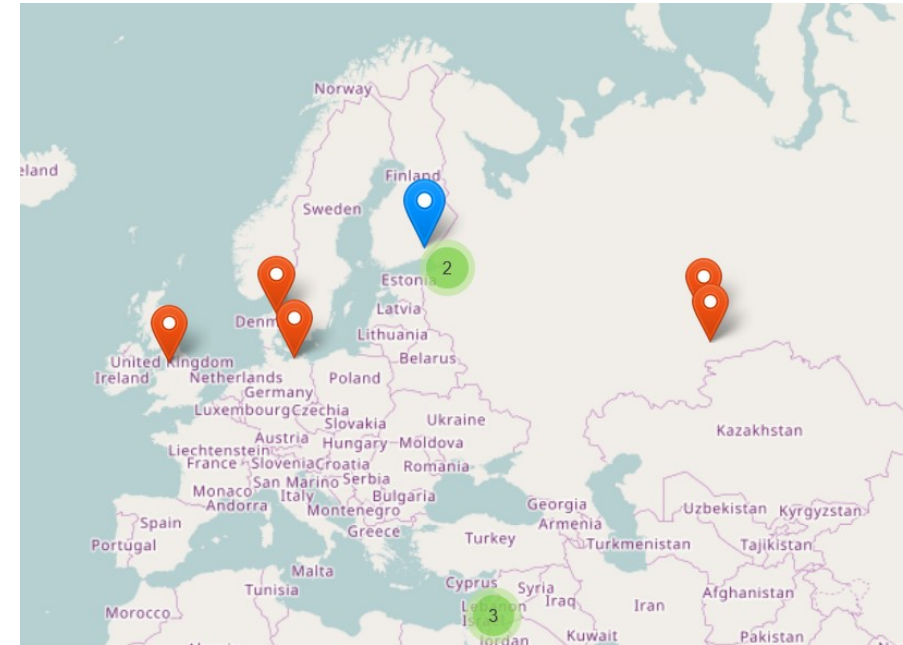 Norway
eland
Finland
Sweden
2
Estonia
Latvia
Denm
Lithuania
Belarus
United Kingdom
Ireland
Netherlands
Poland
Germany
Luxembourg
Czechia
Slovakia
Ukraine
Kazakhstan
Austria
Hungary
Moldova
Liechtenstein
France
Slovenia
Croatia
Romania
San Marino
Serbia
Monaco
Italy
Bulgaria
Andorra
Montenegro
Georgia
Uzbekistan
Kyrgyzstan
Spain
Greece
Armenia
Portugal
Turkey
Turkmenistan
Tajikistan
Malta
Tunisia
Cyprus
Syria
Afghanistan
Lebanon
Iraq
Iran
Morocco
3
Israel
Jordan
Kuwait
Pakistan